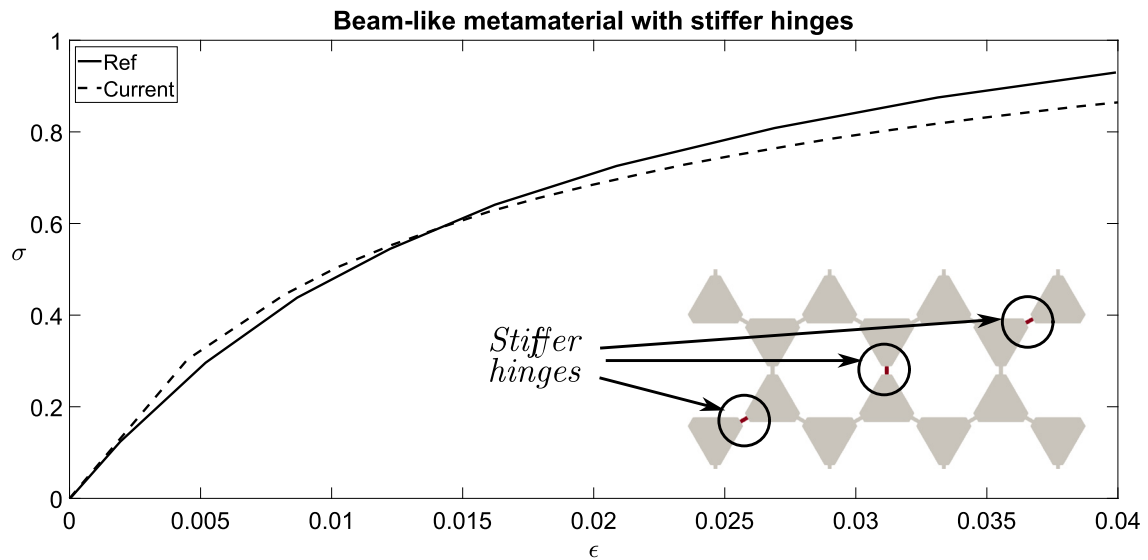 Beam-like metamaterial with stiffer hinges
Ref
Current
1
0.8
0.6
0.4
0.2
0
σ
Stiffer
hinges
0 0.005 0.01 0.015 0.02 0.025 0.03 0.035 0.04
ϵ